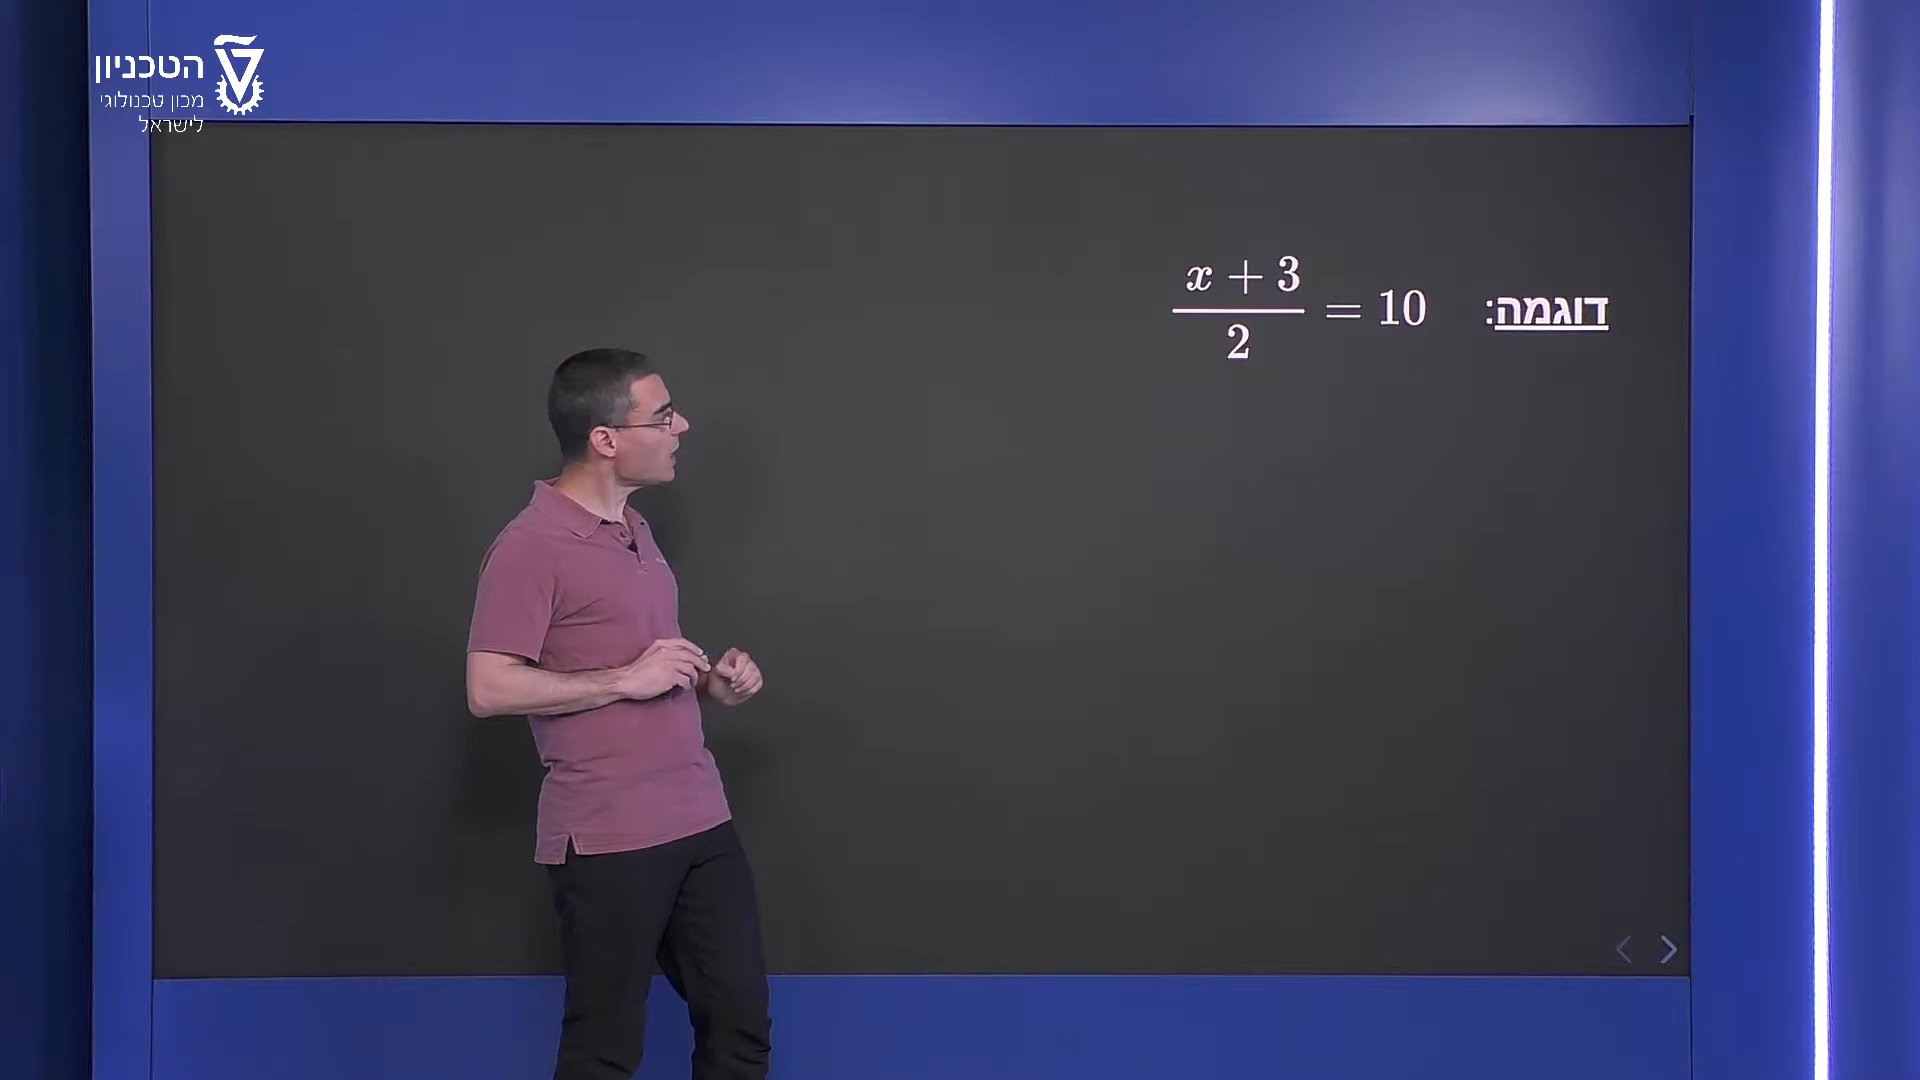 הטכניון
מכון טכנולוגי
לישראל
דוגמה: (x + 3)/2 = 10